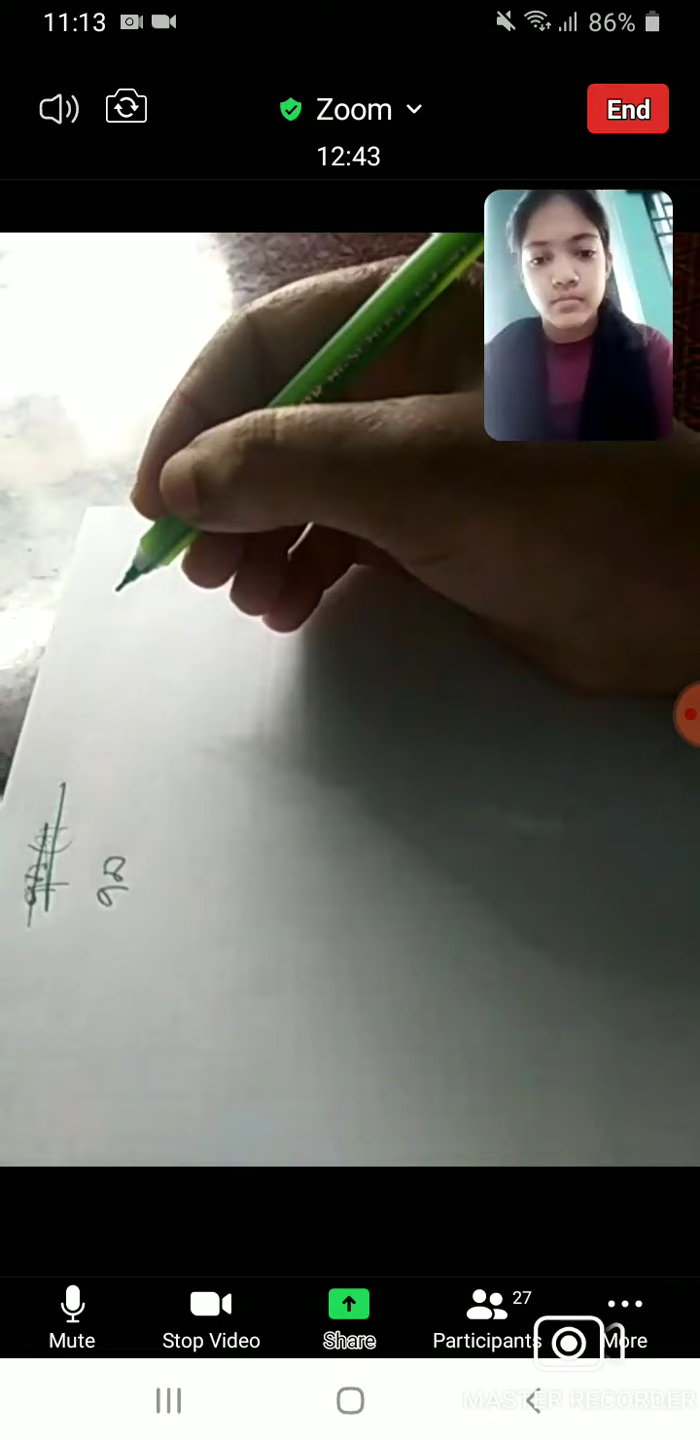 11:13 86%
Zoom
End
12:43
Mute
Stop Video
Share
Participants 27
More
MASTER RECORDER